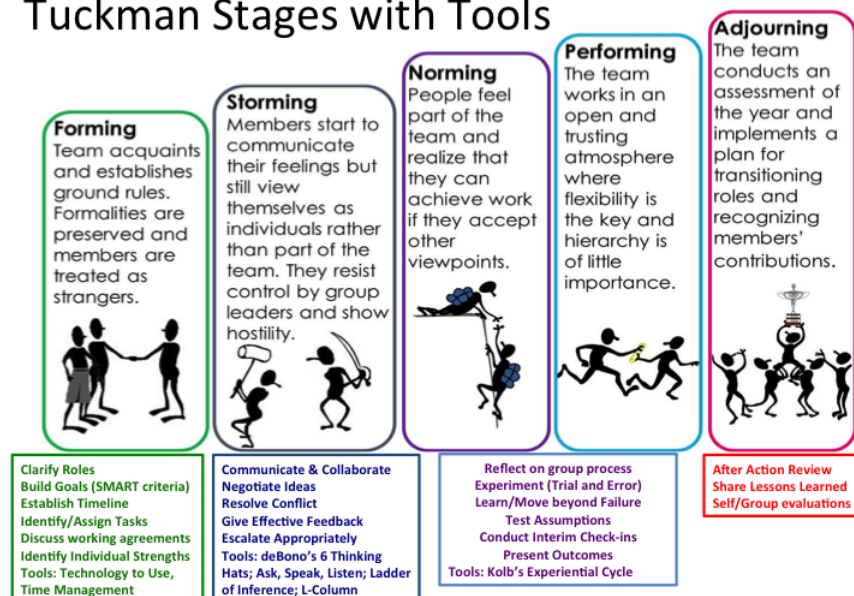 Tuckman Stages with Tools
Forming
Team acquaints
and establishes
ground rules.
Formalities are
preserved and
members are
treated as
strangers.
Storming
Members start to
communicate
their feelings but
still view
themselves as
individuals rather
than part of the
team. They resist
control by group
leaders and show
hostility.
Norming
People feel
part of the
team and
realize that
they can
achieve work
if they accept
other
viewpoints.
Performing
The team
works in an
open and
trusting
atmosphere
where
flexibility is
the key and
hierarchy is
of little
importance.
Adjourning
The team
conducts an
assessment of
the year and
implements a
plan for
transitioning
roles and
recognizing
members'
contributions.
Clarify Roles
Build Goals (SMART criteria)
Establish Timeline
Identify/Assign Tasks
Discuss working agreements
Identify Individual Strengths
Tools: Technology to Use,
Time Management
Communicate & Collaborate
Negotiate Ideas
Resolve Conflict
Give Effective Feedback
Escalate Appropriately
Tools: deBono's 6 Thinking
Hats; Ask, Speak, Listen; Ladder
of Inference; L-Column
Reflect on group process
Experiment (Trial and Error)
Learn/Move beyond Failure
Test Assumptions
Conduct Interim Check-ins
Present Outcomes
Tools: Kolb's Experiential Cycle
After Action Review
Share Lessons Learned
Self/Group evaluations